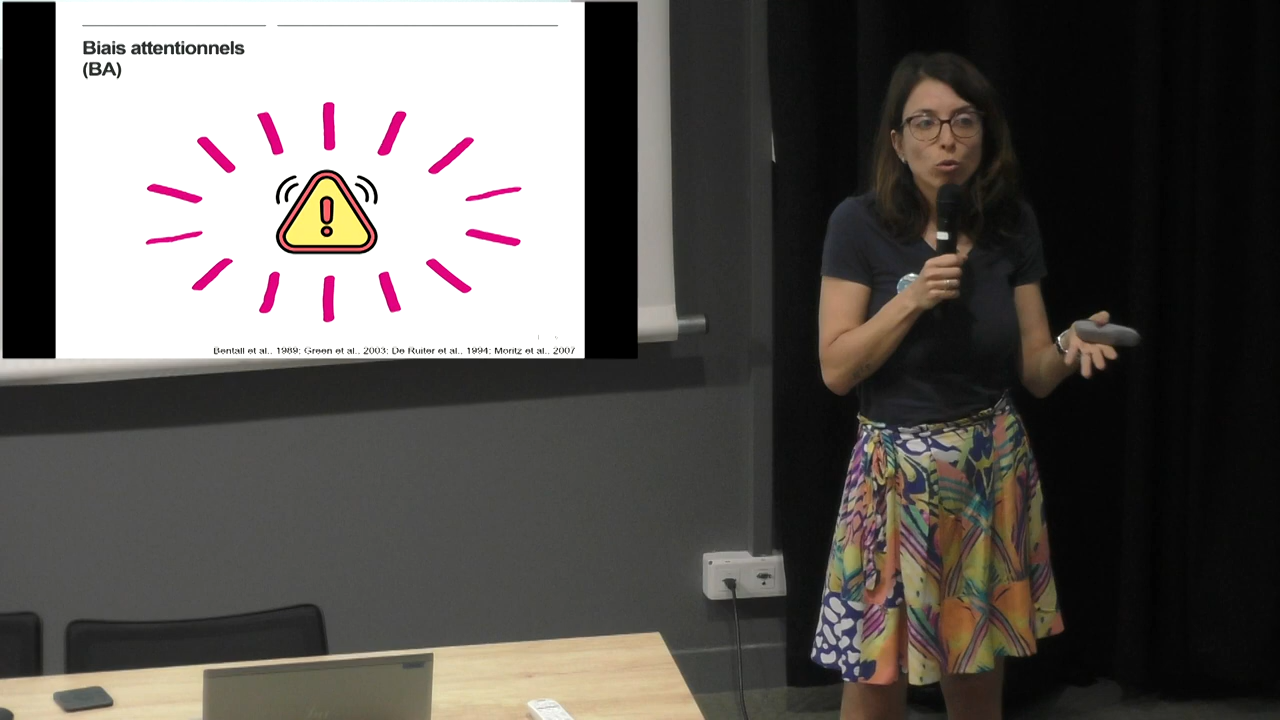 Biais attentionnels
(BA)
Bentall et al., 1989; Green et al., 2003; De Ruiter et al., 1994; Moritz et al., 2007